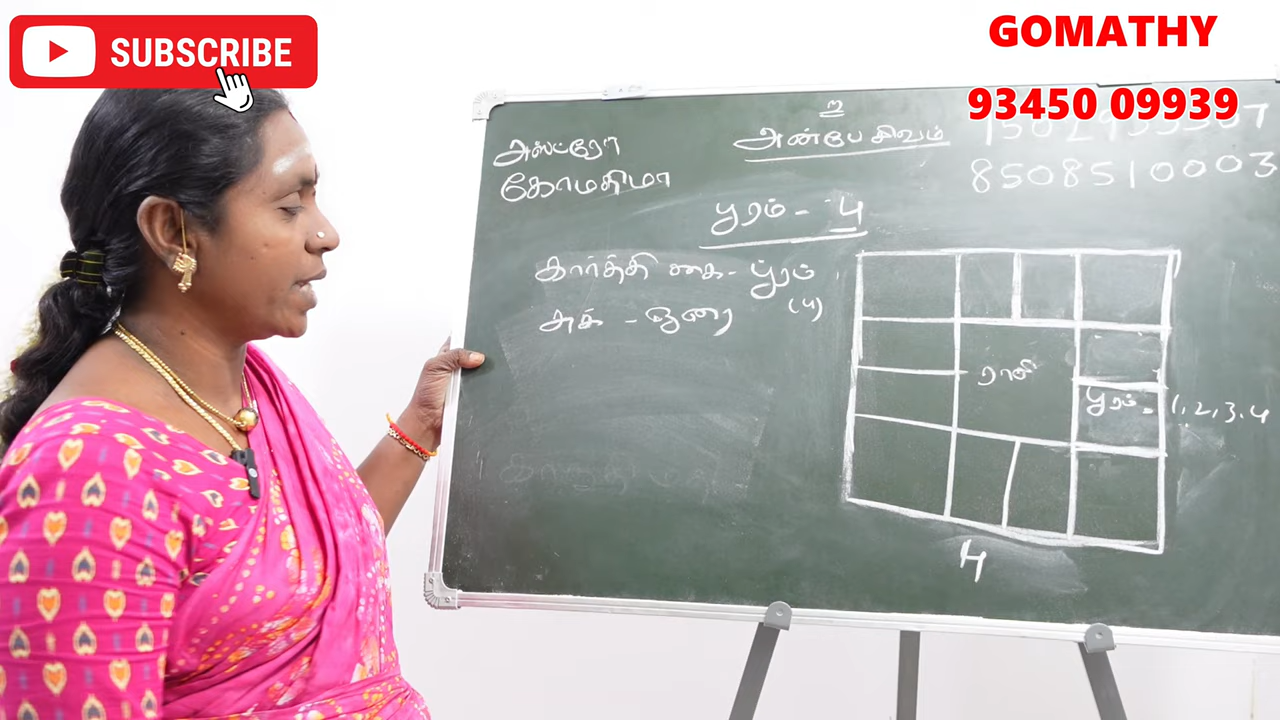 SUBSCRIBE
GOMATHY
93450 09939
உ
அன்பே சிவம்
அஸ்ட்ரோ
கோமதிமா
8508510003
பூரம் - 4
கார்த்திகை - பூரம்
(4)
அக் - ஓரை
ராசி
பூரம் - 1, 2, 3, 4
4